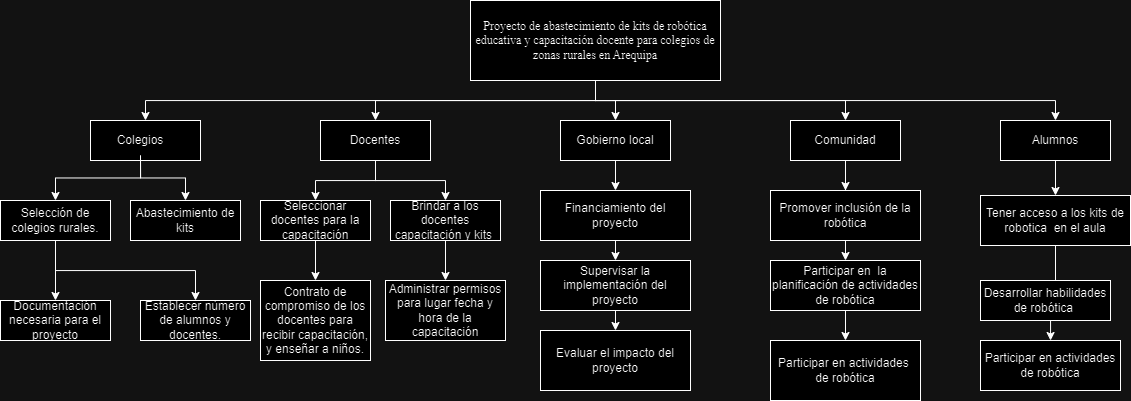 Proyecto de abastecimiento de kits de robótica
educativa y capacitación docente para colegios de
zonas rurales en Arequipa
Colegios
Docentes
Gobierno local
Comunidad
Alumnos
Selección de
colegios rurales.
Abastecimiento de
kits
Seleccionar
docentes para la
capacitación
Brindar a los
docentes
capacitación y kits
Financiamiento del
proyecto
Promover inclusión de la
robótica
Tener acceso a los kits de
robotica en el aula
Documentación
necesaria para el
proyecto
Establecer número
de alumnos y
docentes.
Contrato de
compromiso de los
docentes para
recibir capacitación,
y enseñar a niños.
Administrar permisos
para lugar fecha y
hora de la
capacitación
Supervisar la
implementación del
proyecto
Participar en la
planificación de actividades
de robótica
Desarrollar habilidades
de robótica
Evaluar el impacto del
proyecto
Participar en actividades
de robótica
Participar en actividades
de robótica